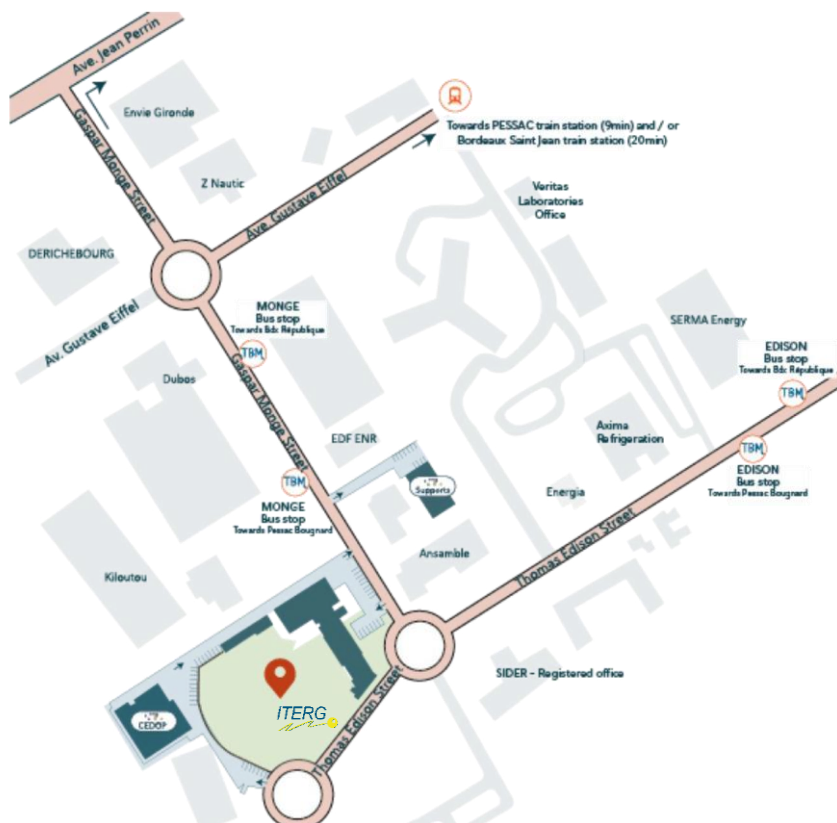 Ave. Jean Perrin
Envie Gironde
Gaspar Monge Street
Towards PESSAC train station (9min) and / or
Bordeaux Saint Jean train station (20min)
Z Nautic
Ave. Gustave Eiffel
Veritas
Laboratories
Office
DERICHEBOURG
Av. Gustave Eiffel
MONGE
Bus stop
Towards Bdx République
TBM
SERMA Energy
EDISON
Bus stop
Towards Bdx République
TBM
Dubos
Gaspar Monge Street
EDF ENR
Axima
Refrigeration
TBM
EDISON
Bus stop
Towards Pessac Bougnard
TBM
MONGE
Bus stop
Towards Pessac Bougnard
Supports
Energia
Ansamble
Thomas Edison Street
Kiloutou
SIDER - Registered office
ITERG
CEDOP
Thomas Edison Street